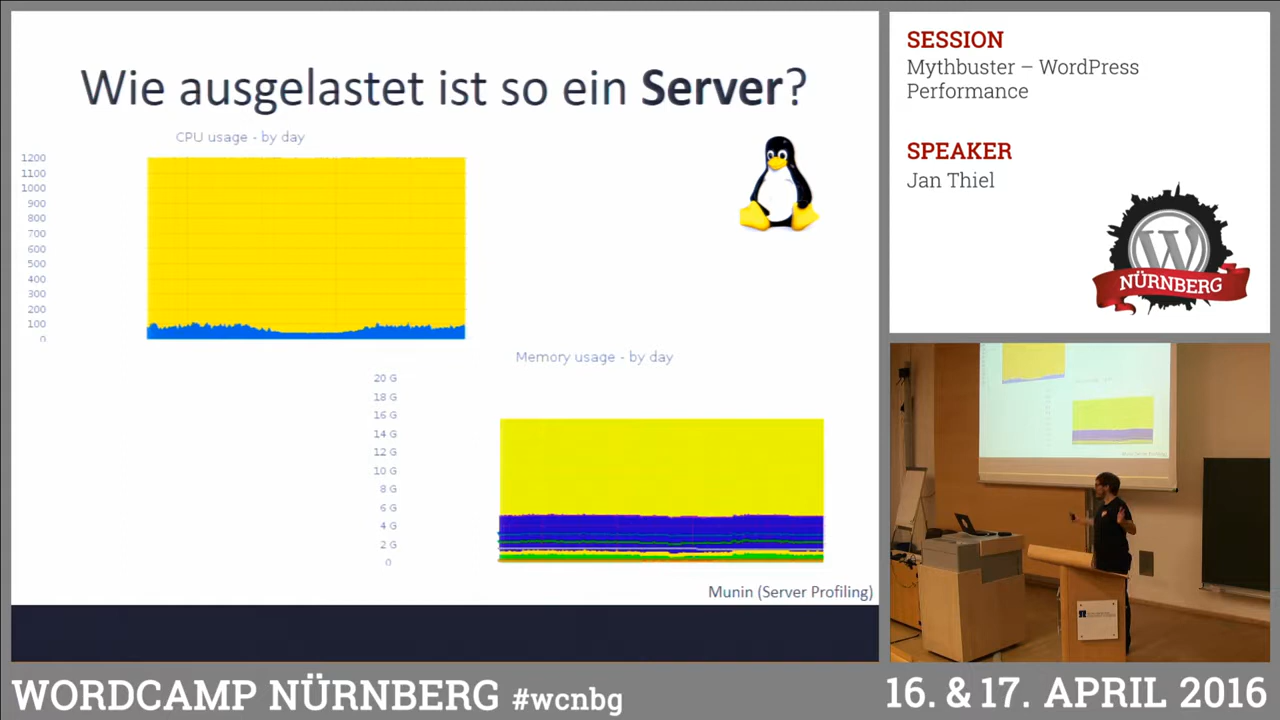 Wie ausgelastet ist so ein Server?
CPU usage - by day
1200
1100
1000
900
800
700
600
500
400
300
200
100
0
Memory usage - by day
20 G
18 G
16 G
14 G
12 G
10 G
8 G
6 G
4 G
2 G
0
Munin (Server Profiling)
SESSION
Mythbuster – WordPress
Performance
SPEAKER
Jan Thiel
NÜRNBERG
WORDCAMP NÜRNBERG #wcnbg
16. & 17. APRIL 2016